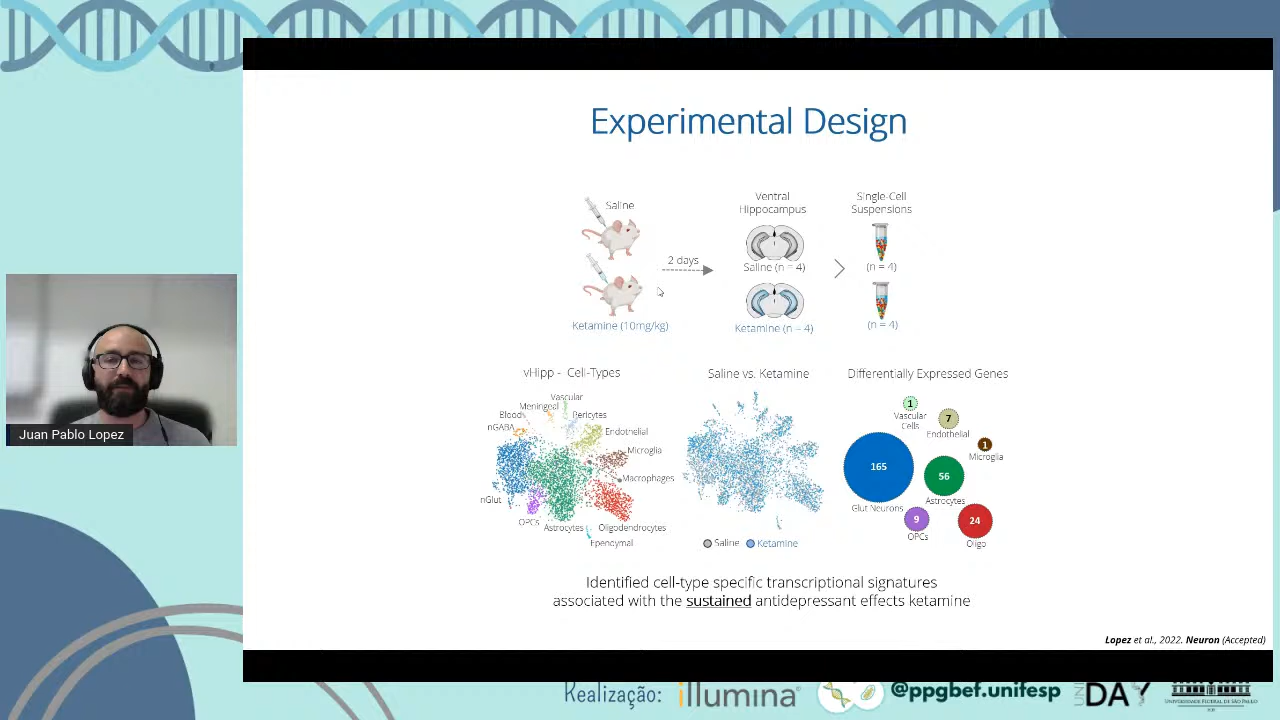 Experimental Design
Saline
Ketamine (10mg/kg)
2 days
Ventral
Hippocampus
Saline (n = 4)
Ketamine (n = 4)
Single-Cell
Suspensions
(n = 4)
(n = 4)
vHipp - Cell-Types
Vascular
Meningeal
Blood
Pericytes
nGABA
Endothelial
Microglia
Macrophages
nGlut
OPCs
Astrocytes
Oligodendrocytes
Ependymal
Saline vs. Ketamine
Saline
Ketamine
Differentially Expressed Genes
1
Vascular
Cells
7
Endothelial
1
Microglia
165
Glut Neurons
56
Astrocytes
9
OPCs
24
Oligo
Identified cell-type specific transcriptional signatures
associated with the sustained antidepressant effects ketamine
Lopez et al., 2022. Neuron (Accepted)
Juan Pablo Lopez
Realização:
illumina
@ppgbef.unifesp
DAY
UNIVERSIDADE FEDERAL DE SÃO PAULO